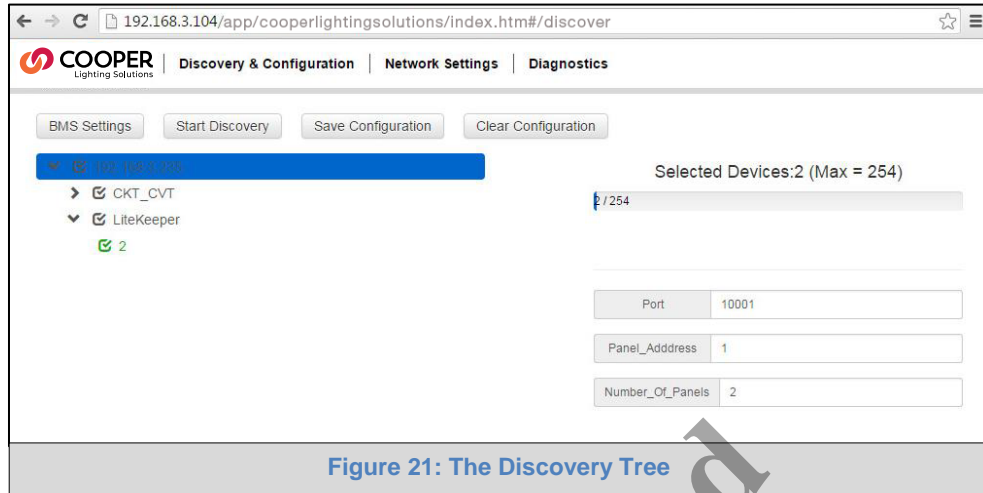 192.168.3.104/app/cooperlightingsolutions/index.htm#/discover
COOPER
Lighting Solutions
Discovery & Configuration
Network Settings
Diagnostics
BMS Settings
Start Discovery
Save Configuration
Clear Configuration
CKT_CVT
LiteKeeper
2
Selected Devices:2 (Max = 254)
2 / 254
Port 10001
Panel_Adddress 1
Number_Of_Panels 2
Figure 21: The Discovery Tree